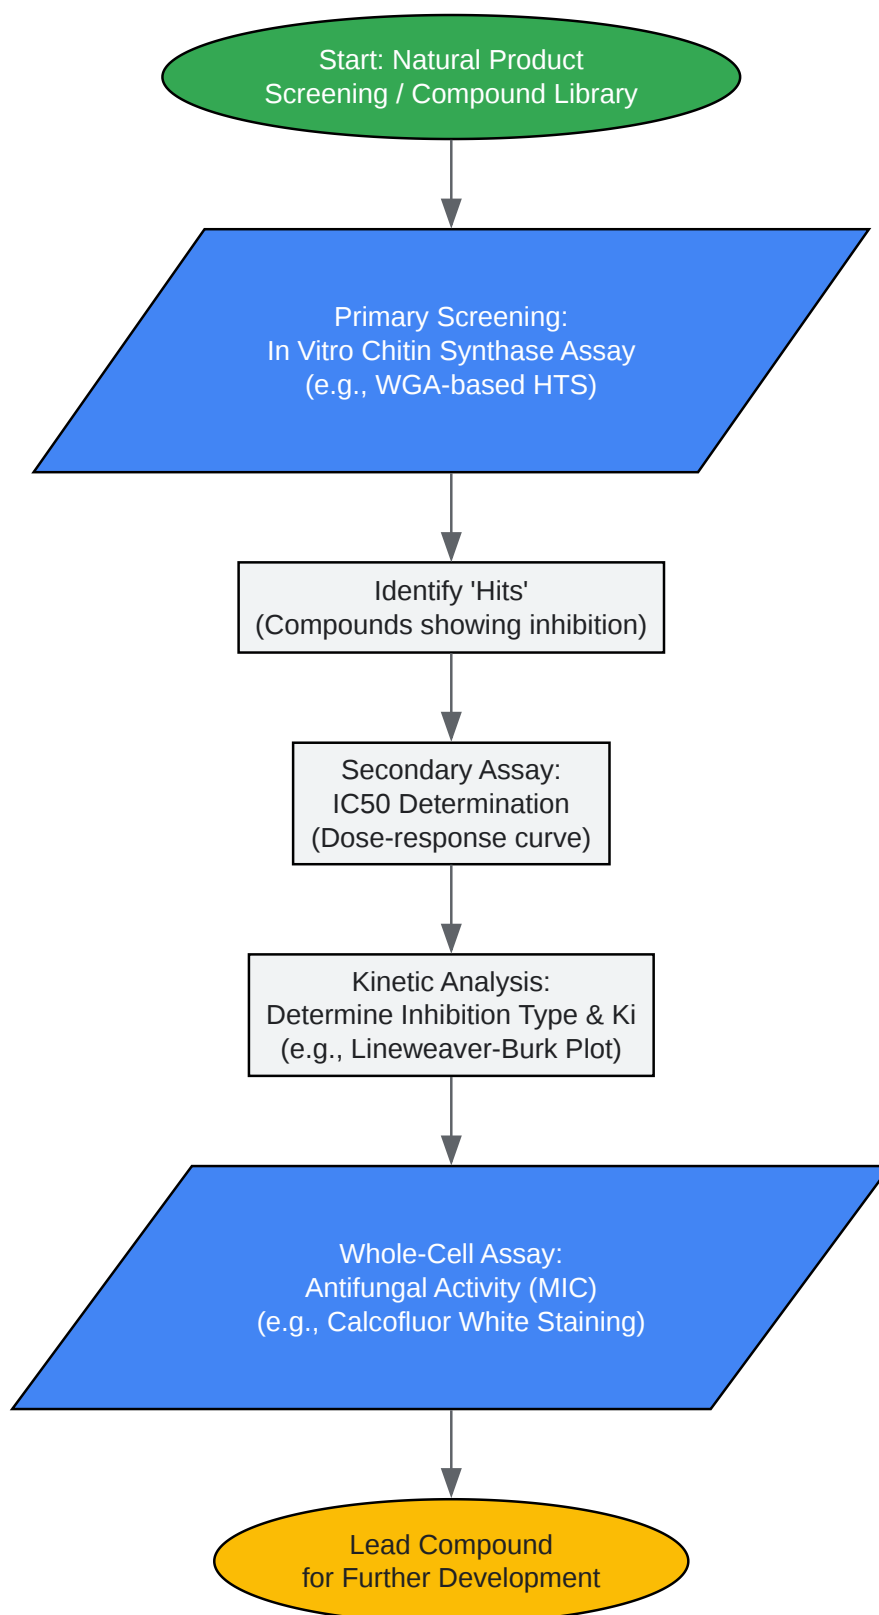 Start: Natural Product
Screening / Compound Library
Primary Screening:
In Vitro Chitin Synthase Assay
(e.g., WGA-based HTS)
Identify 'Hits'
(Compounds showing inhibition)
Secondary Assay:
IC50 Determination
(Dose-response curve)
Kinetic Analysis:
Determine Inhibition Type & Ki
(e.g., Lineweaver-Burk Plot)
Whole-Cell Assay:
Antifungal Activity (MIC)
(e.g., Calcofluor White Staining)
Lead Compound
for Further Development